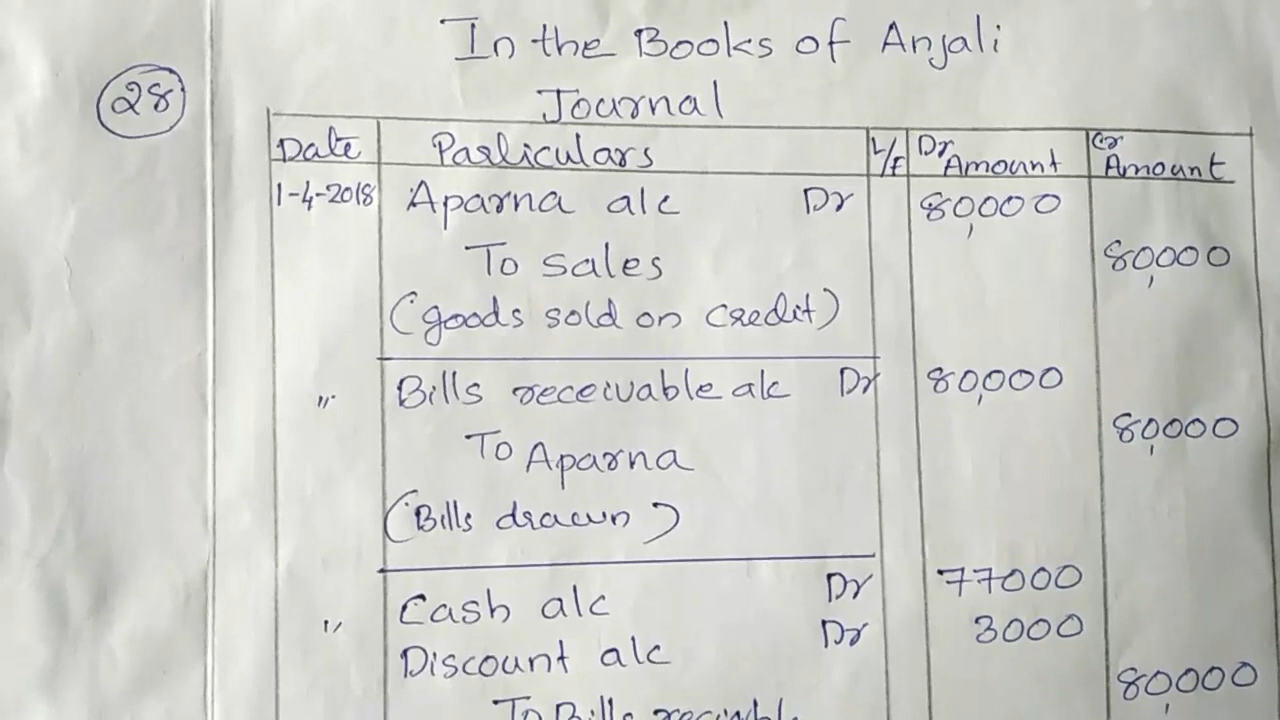 In the Books of Anjali
28
Journal
Date Particulars L/F Dr Amount Cr Amount
1-4-2018 Aparna a/c Dr 80,000
To sales 80,000
(goods sold on credit)
" Bills receivable a/c Dr 80,000
To Aparna 80,000
(Bills drawn)
" Cash a/c Dr 77000
Discount a/c Dr 3000
80,000
To Bills